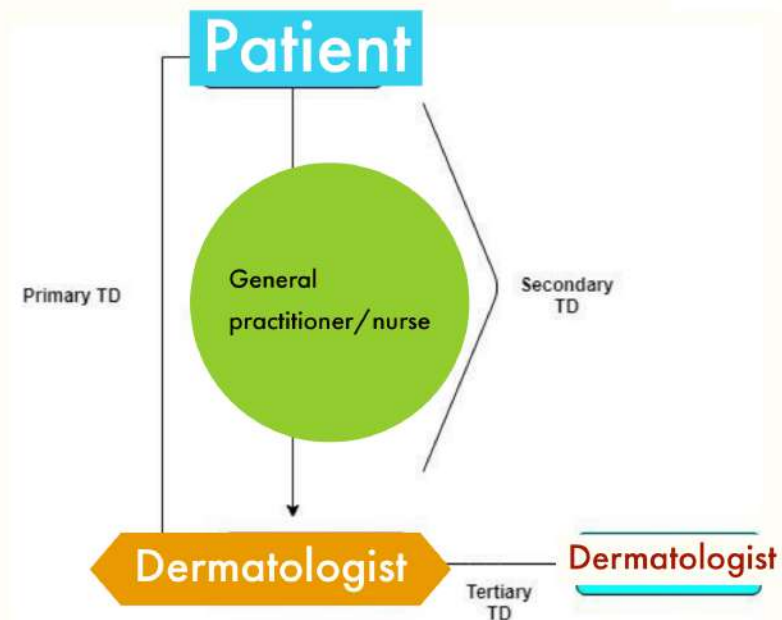 Patient
Primary TD
General
practitioner/nurse
Secondary
TD
Dermatologist
Tertiary
TD
Dermatologist